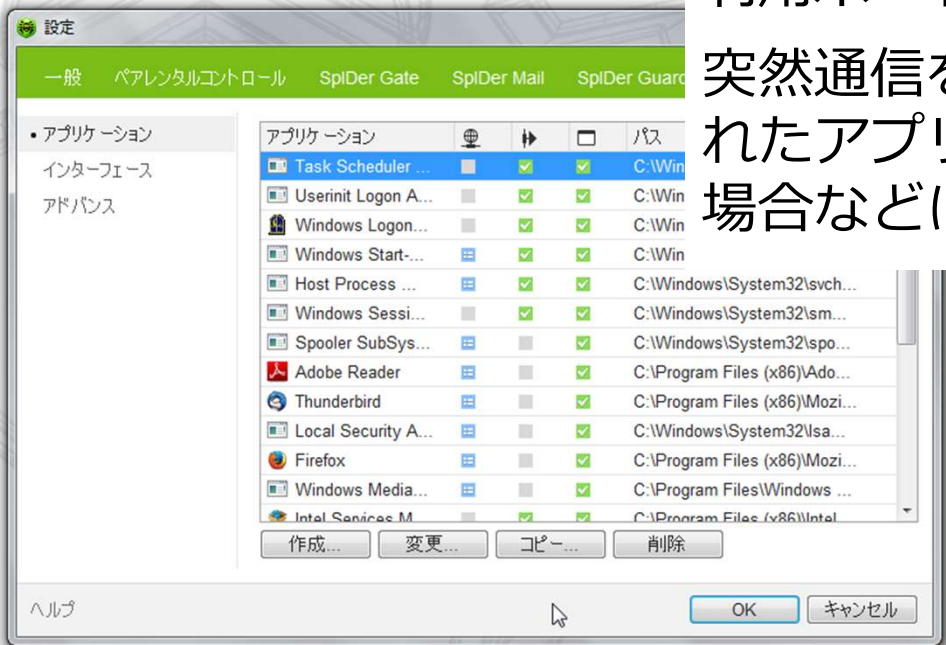 設定
一般 ペアレンタルコントロール SpIDer Gate SpIDer Mail SpIDer Guard
突然通信を
れたアプリ
• アプリケーション
インターフェース
アドバンス
アプリケーション パス
Task Scheduler ... C:\Win
Userinit Logon A... C:\Win
Windows Logon... C:\Win
Windows Start-... C:\Win
Host Process ... C:\Windows\System32\svch...
Windows Sessi... C:\Windows\System32\sm...
Spooler SubSys... C:\Windows\System32\spo...
Adobe Reader C:\Program Files (x86)\Ado...
Thunderbird C:\Program Files (x86)\Mozi...
Local Security A... C:\Windows\System32\lsa...
Firefox C:\Program Files (x86)\Mozi...
Windows Media... C:\Program Files\Windows ...
Intel Services M... C:\Program Files (x86)\Intel
場合など
作成... 変更... コピー... 削除
ヘルプ OK キャンセル